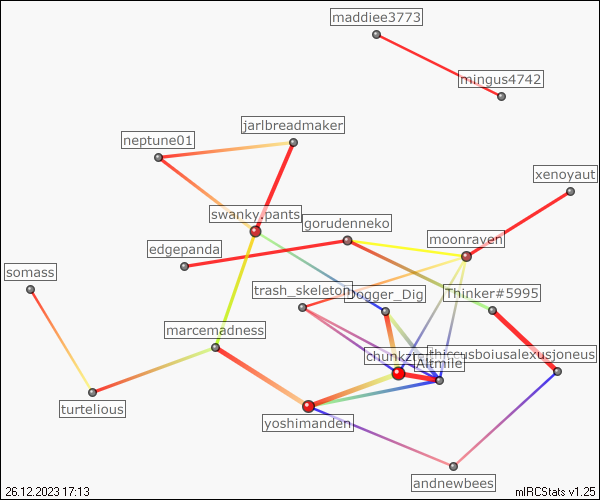 maddiee3773
mingus4742
jarlbreadmaker
neptune01
xenoyaut
swanky.pants
gorudenneko
moonraven
edgepanda
somass
trash_skeleton
Dogger_Dig
Thinker#5995
marcemadness
thiccusboiusalexusjoneus
Altmile
turtelious
yoshimanden
andnewbees
26.12.2023 17:13
mIRCStats v1.25